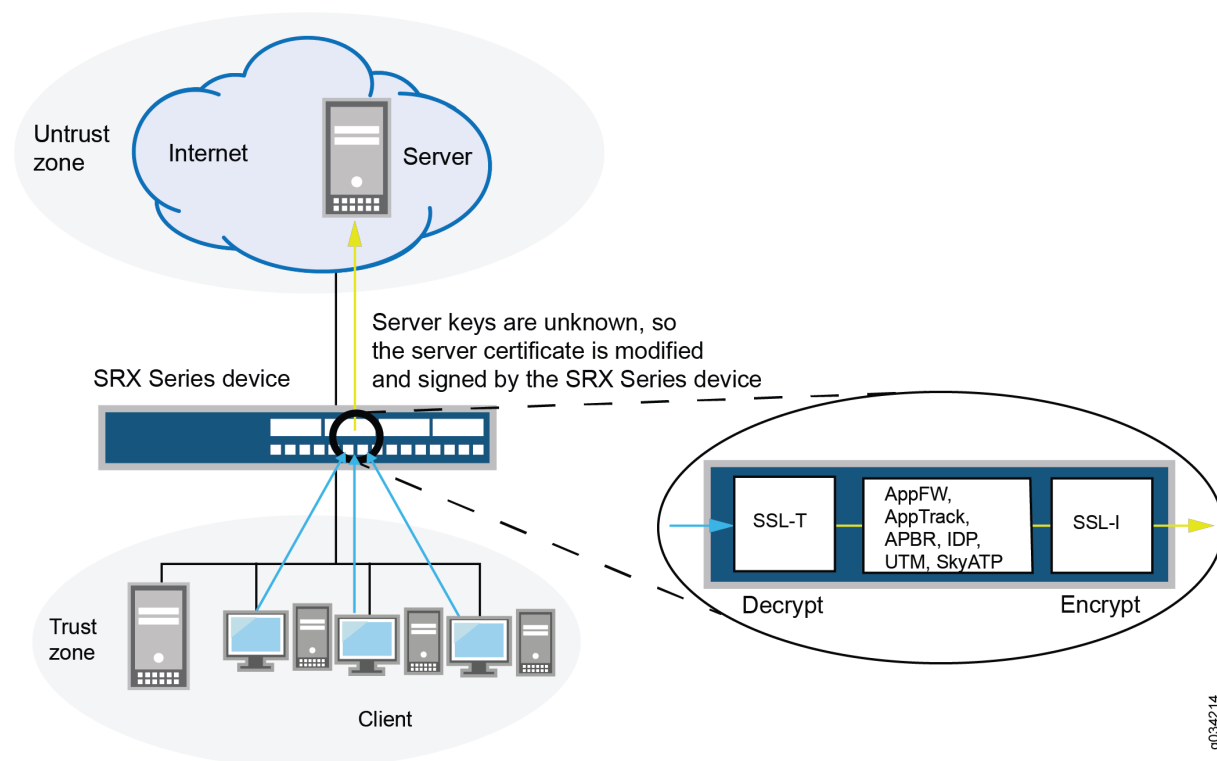 Untrust
zone
Internet
Server
Server keys are unknown, so
the server certificate is modified
and signed by the SRX Series device
SRX Series device
SSL-T
AppFW,
AppTrack,
APBR, IDP,
UTM, SkyATP
SSL-I
Decrypt
Encrypt
Trust
zone
Client
g034214